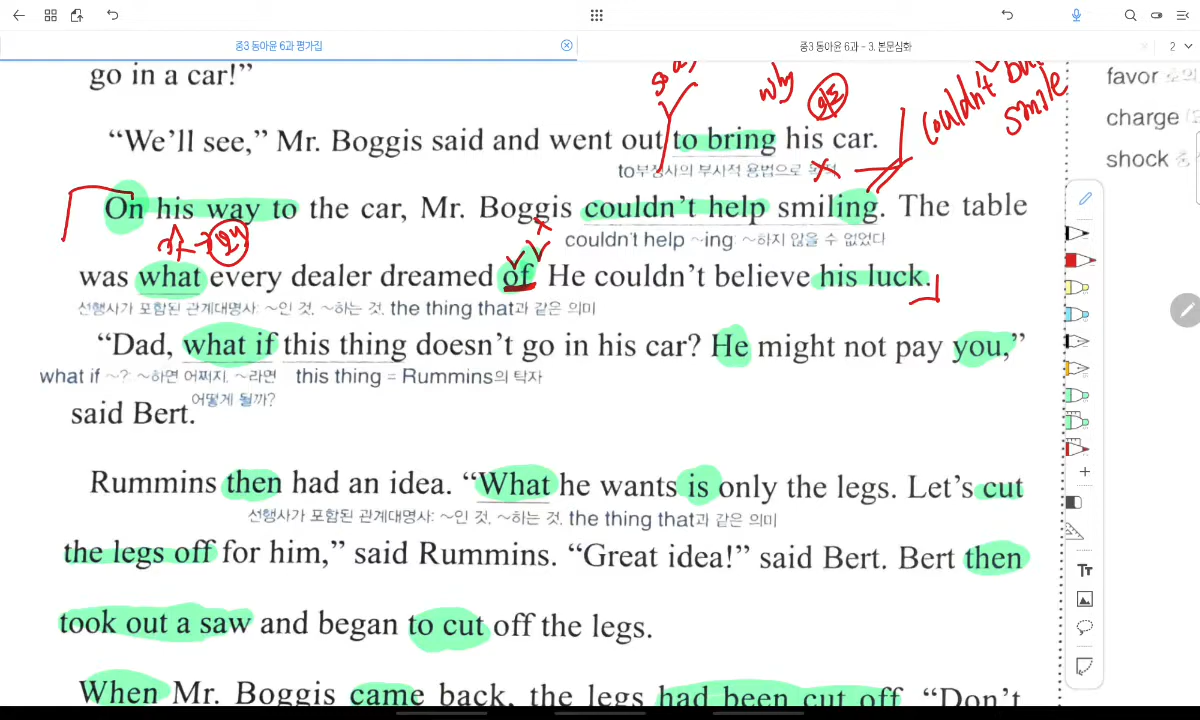 중3 동아윤 6과 평가집
중3 동아윤 6과 - 3. 본문심화
2
go in a car!”
why
couldn't but
smile
favor
charge
shock
“We’ll see,” Mr. Boggis said and went out to bring his car.
to부정사의 부사적 용법으로
On his way to the car, Mr. Boggis couldn’t help smiling. The table
couldn’t help ~ing: ~하지 않을 수 없었다
was what every dealer dreamed of. He couldn’t believe his luck.
선행사가 포함된 관계대명사: ~인 것, ~하는 것, the thing that과 같은 의미
“Dad, what if this thing doesn’t go in his car? He might not pay you,”
what if ~?: ~하면 어쩌지, ~라면 this thing = Rummins의 탁자
어떻게 될까?
said Bert.
Rummins then had an idea. “What he wants is only the legs. Let’s cut
선행사가 포함된 관계대명사: ~인 것, ~하는 것, the thing that과 같은 의미
the legs off for him,” said Rummins. “Great idea!” said Bert. Bert then
took out a saw and began to cut off the legs.
When Mr. Boggis came back, the legs had been cut off. “Don’t
Tт